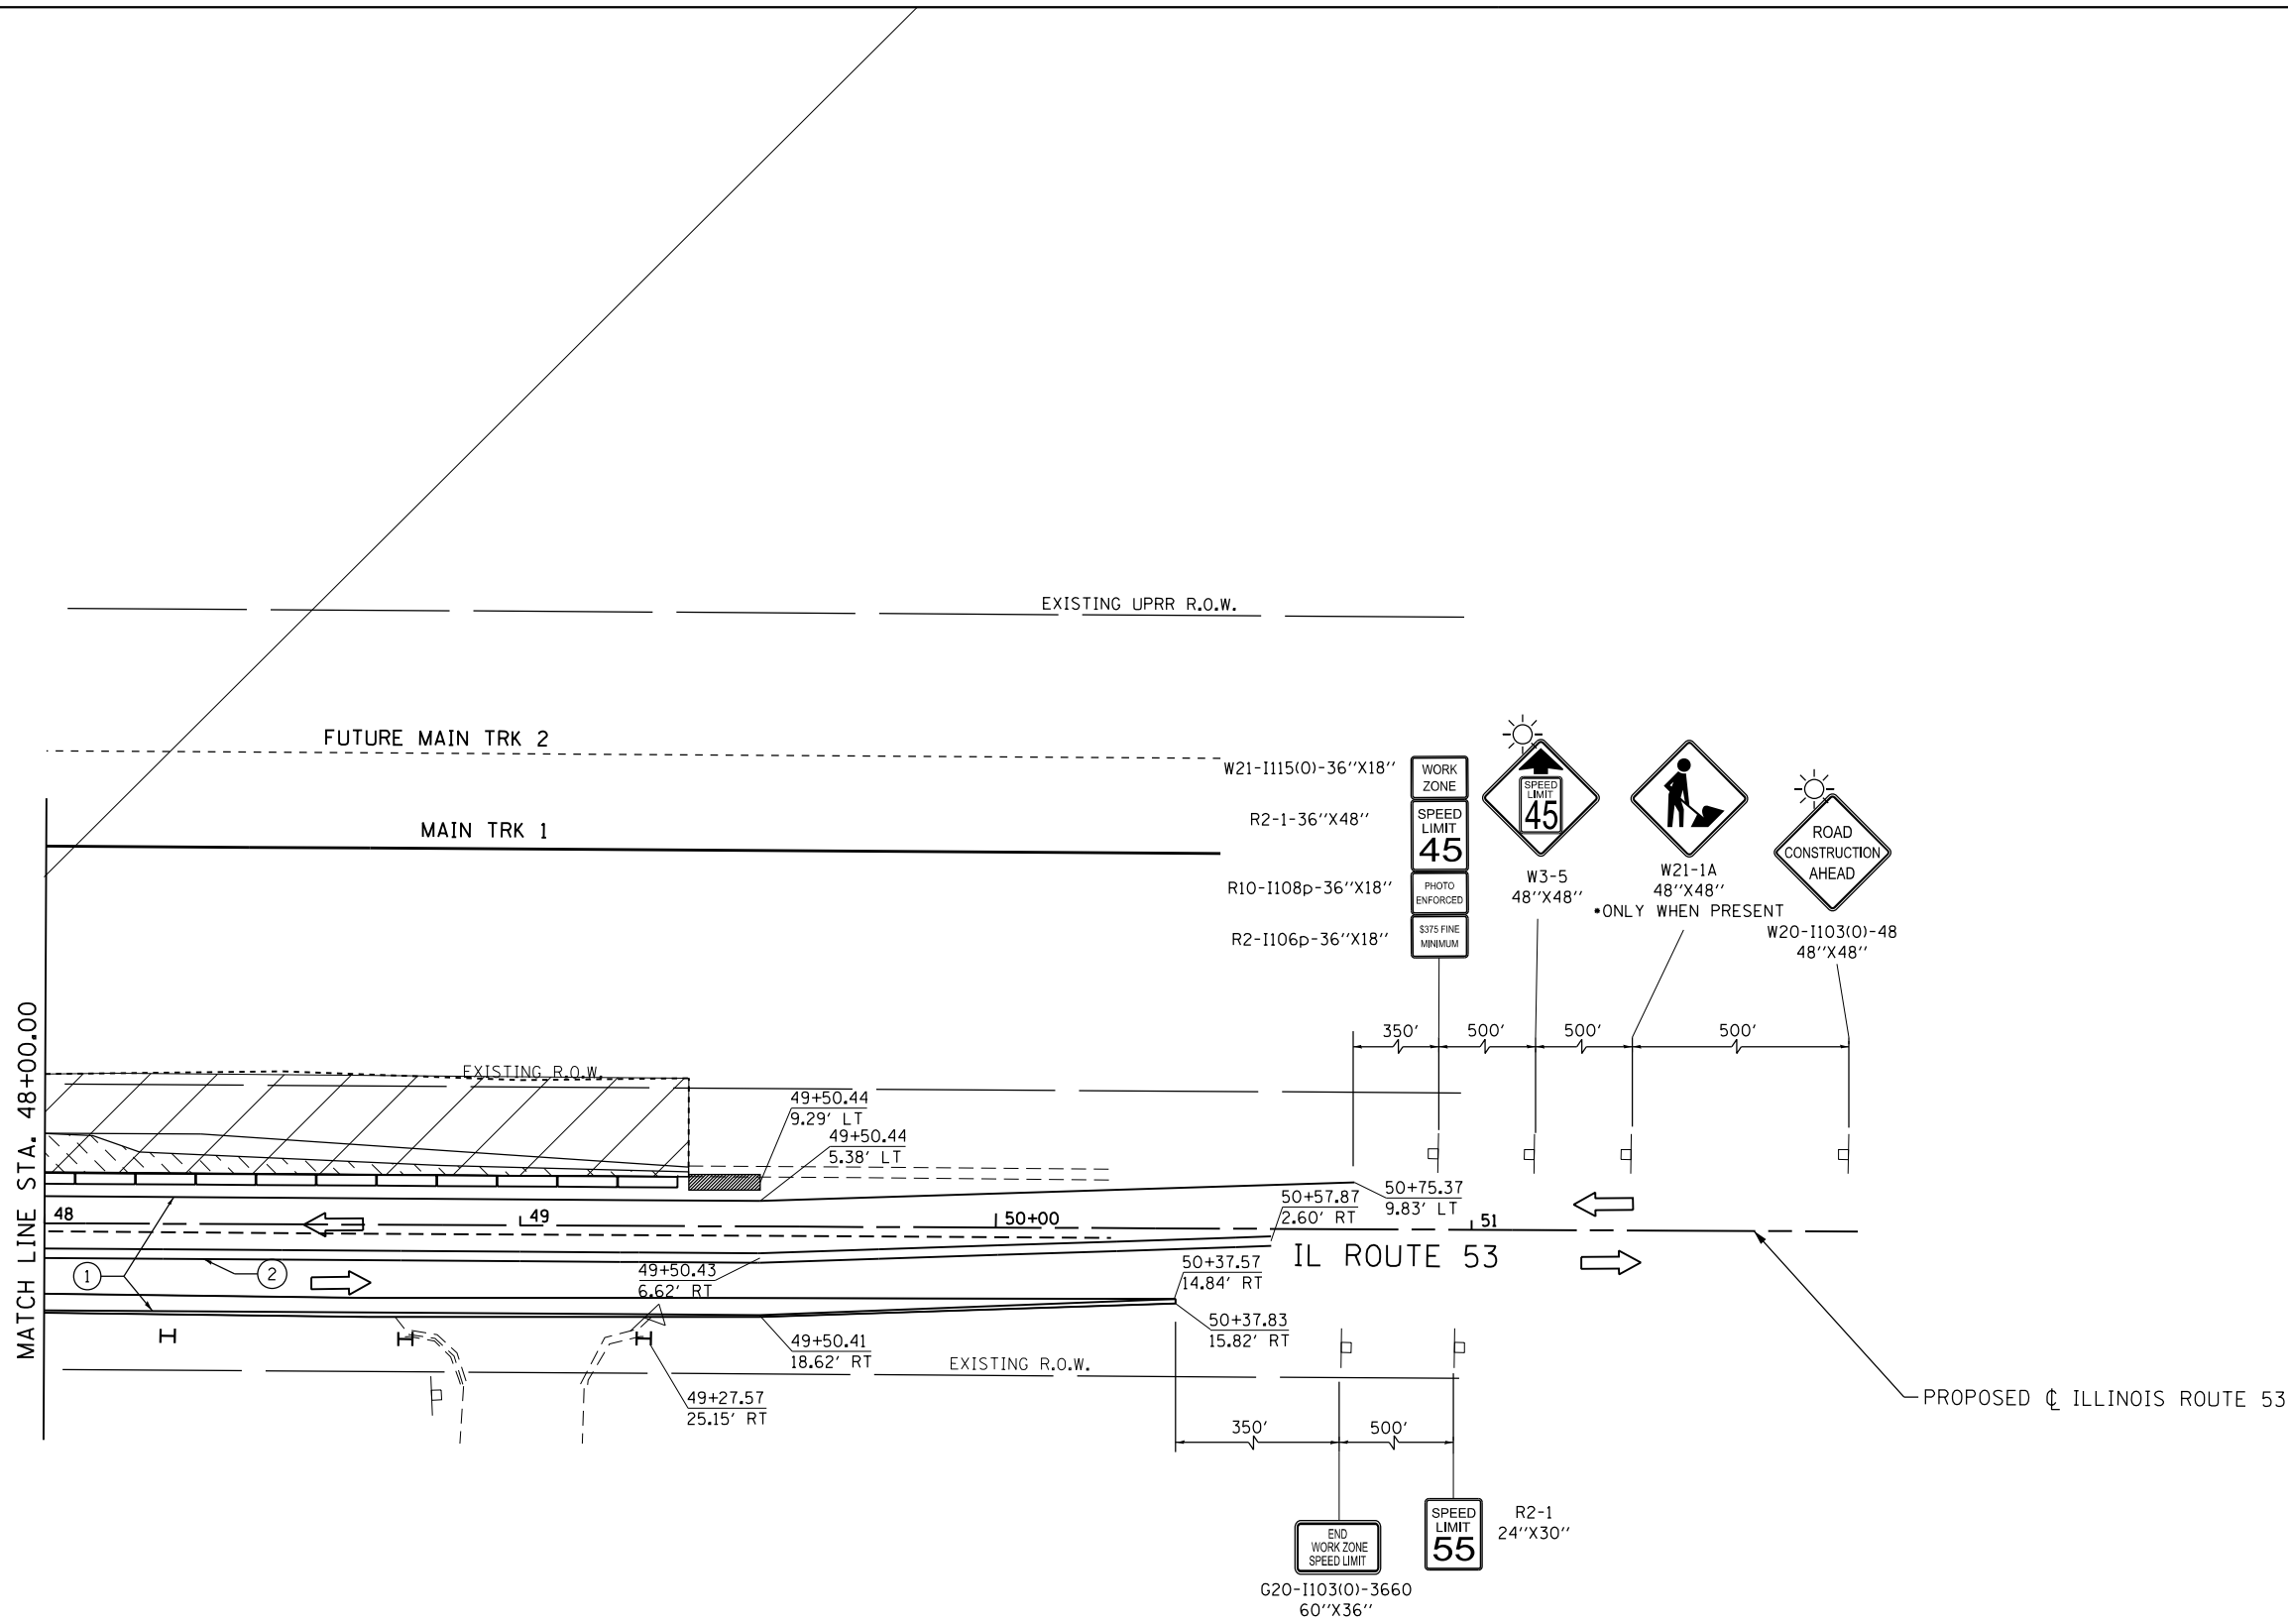 EXISTING UPRR R.O.W.
FUTURE MAIN TRK 2
MAIN TRK 1
W21-I115(O)-36''X18''
R2-1-36''X48''
R10-I108p-36''X18''
R2-I106p-36''X18''
WORK
ZONE
SPEED
LIMIT
45
PHOTO
ENFORCED
$375 FINE
MINIMUM
SPEED
LIMIT
45
W3-5
48''X48''
W21-1A
48''X48''
*ONLY WHEN PRESENT
ROAD
CONSTRUCTION
AHEAD
W20-I103(O)-48
48''X48''
350'
500'
500'
500'
MATCH LINE STA. 48+00.00
EXISTING R.O.W.
49+50.44
9.29' LT
49+50.44
5.38' LT
50+75.37
9.83' LT
50+57.87
2.60' RT
48
49
50+00
51
IL ROUTE 53
1
2
49+50.43
6.62' RT
50+37.57
14.84' RT
50+37.83
15.82' RT
49+50.41
18.62' RT
EXISTING R.O.W.
49+27.57
25.15' RT
PROPOSED ℄ ILLINOIS ROUTE 53
350'
500'
END
WORK ZONE
SPEED LIMIT
G20-I103(O)-3660
60''X36''
SPEED
LIMIT
55
R2-1
24''X30''